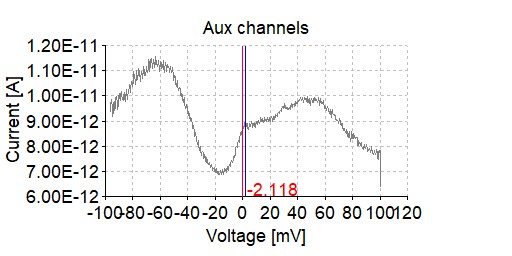 Aux channels
1.20E-11
1.10E-11
1.00E-11
9.00E-12
8.00E-12
7.00E-12
6.00E-12
Current [A]
-2.118
-100 -80 -60 -40 -20 0 20 40 60 80 100 120
Voltage [mV]